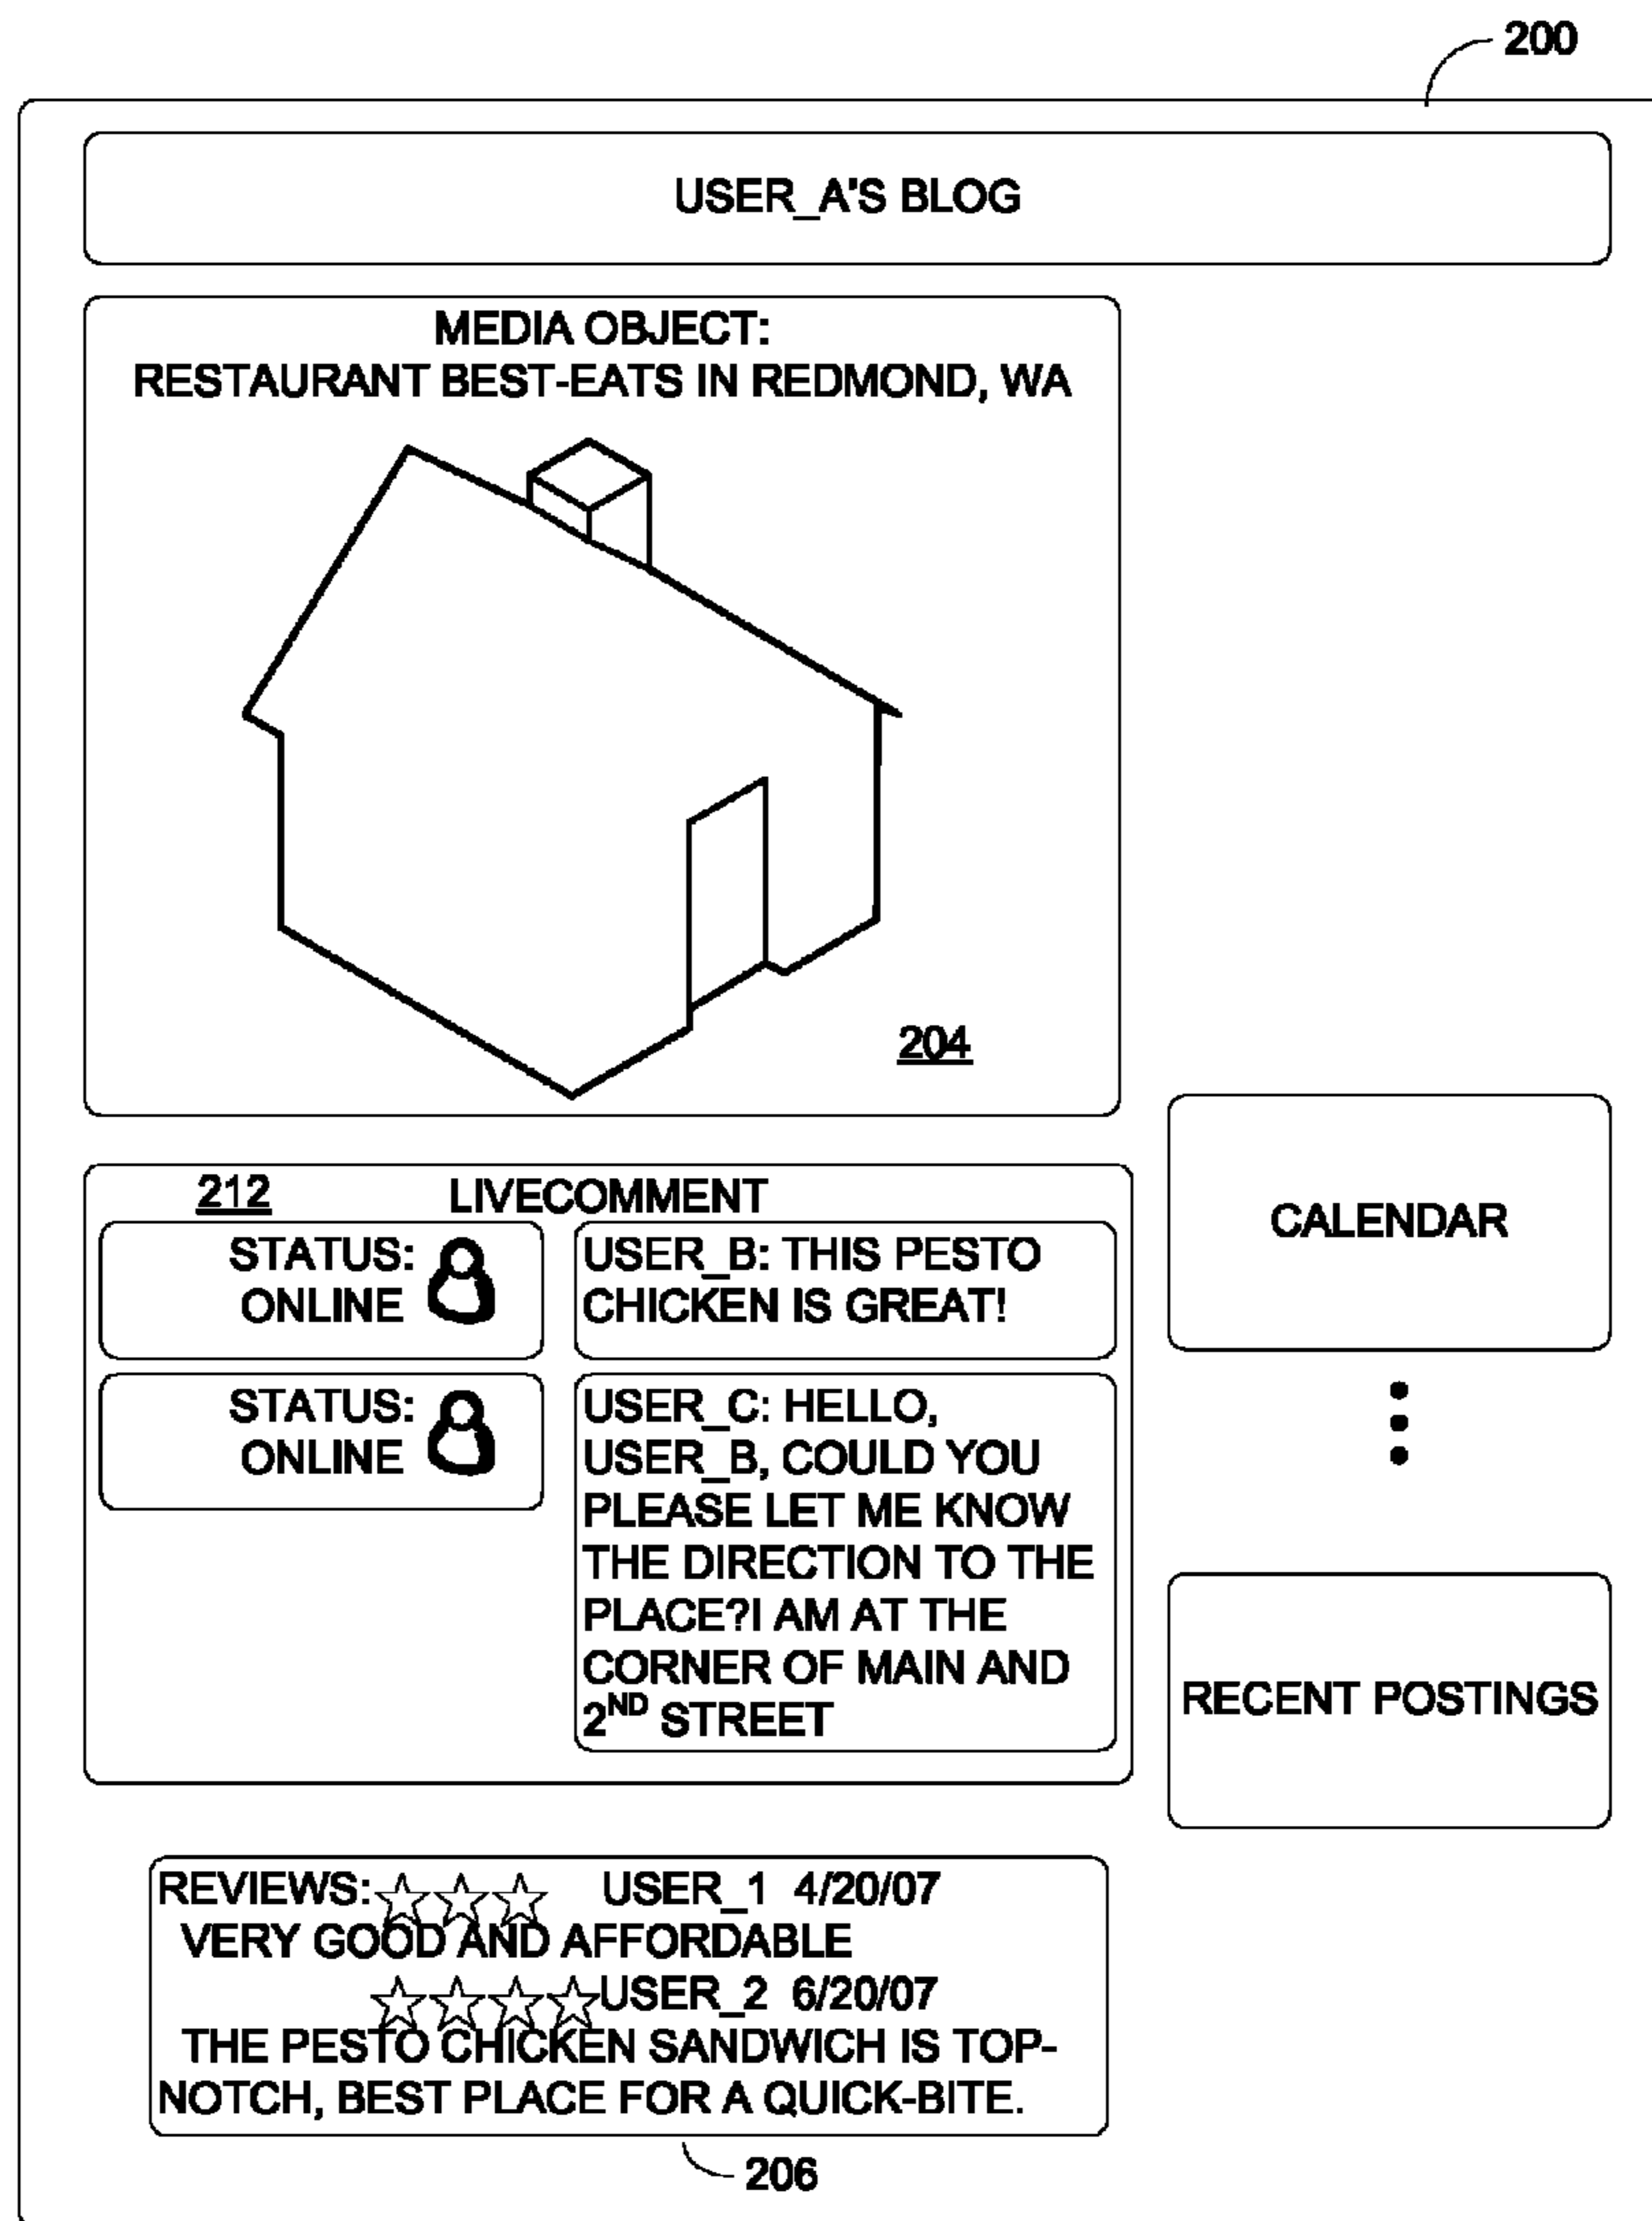 200
USER_A'S BLOG
MEDIA OBJECT:
RESTAURANT BEST-EATS IN REDMOND, WA
204
212 LIVECOMMENT
STATUS:
ONLINE
USER_B: THIS PESTO
CHICKEN IS GREAT!
STATUS:
ONLINE
USER_C: HELLO,
USER_B, COULD YOU
PLEASE LET ME KNOW
THE DIRECTION TO THE
PLACE?I AM AT THE
CORNER OF MAIN AND
2ND STREET
CALENDAR
RECENT POSTINGS
REVIEWS: USER_1 4/20/07
VERY GOOD AND AFFORDABLE
USER_2 6/20/07
THE PESTO CHICKEN SANDWICH IS TOP-
NOTCH, BEST PLACE FOR A QUICK-BITE.
206